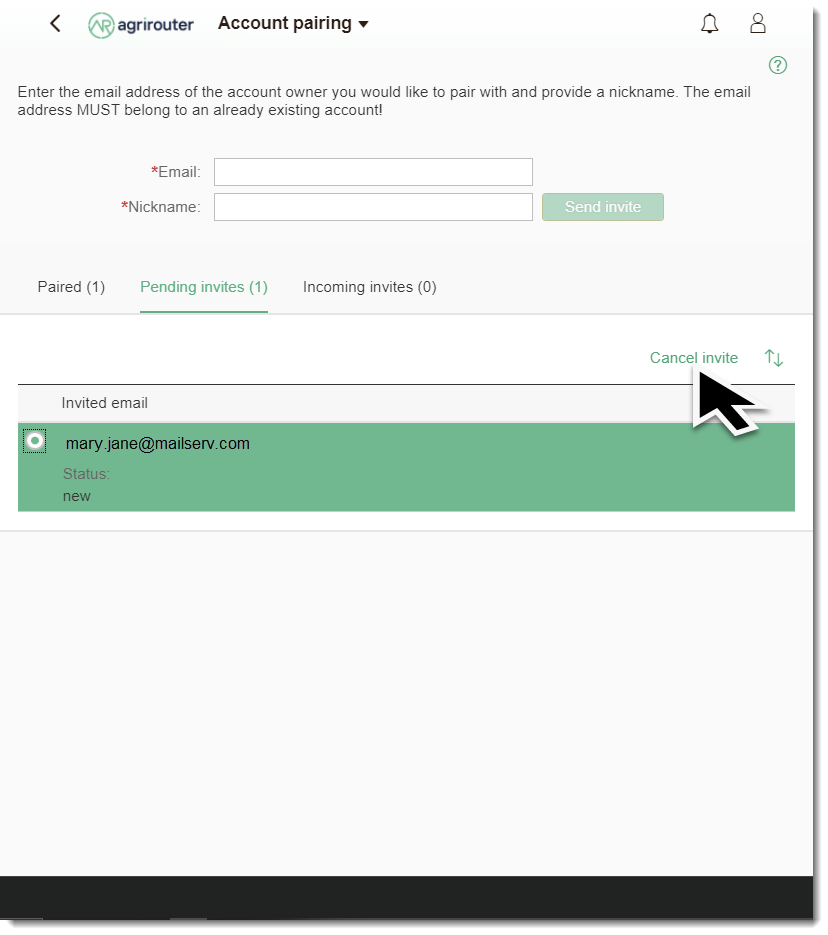 agrirouter Account pairing
Enter the email address of the account owner you would like to pair with and provide a nickname. The email
address MUST belong to an already existing account!
*Email:
*Nickname: Send invite
Paired (1) Pending invites (1) Incoming invites (0)
Cancel invite
Invited email
mary.jane@mailserv.com
Status:
new